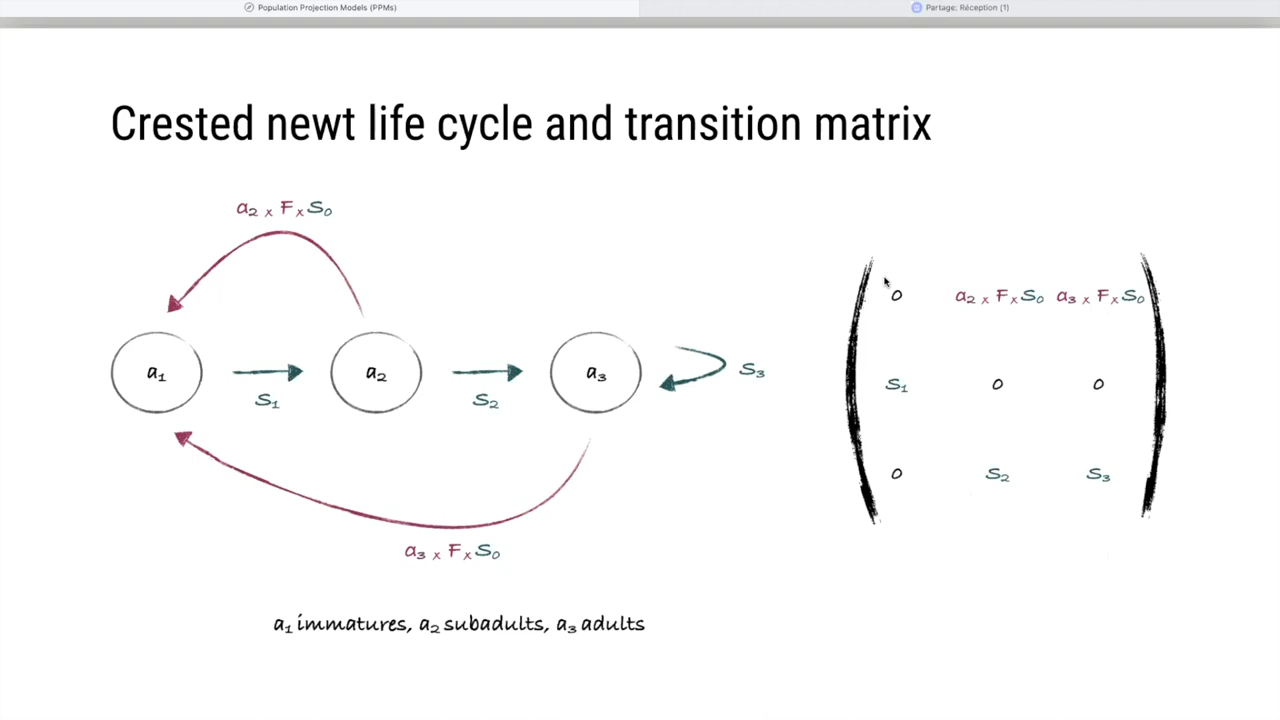 Population Projection Models (PPMs)
Partage: Réception (1)
Crested newt life cycle and transition matrix
a₂ x F x S₀
a₁
S₁
a₂
S₂
a₃
S₃
a₃ x F x S₀
0 a₂ x F x S₀ a₃ x F x S₀
S₁ 0 0
0 S₂ S₃
a₁ immatures, a₂ subadults, a₃ adults